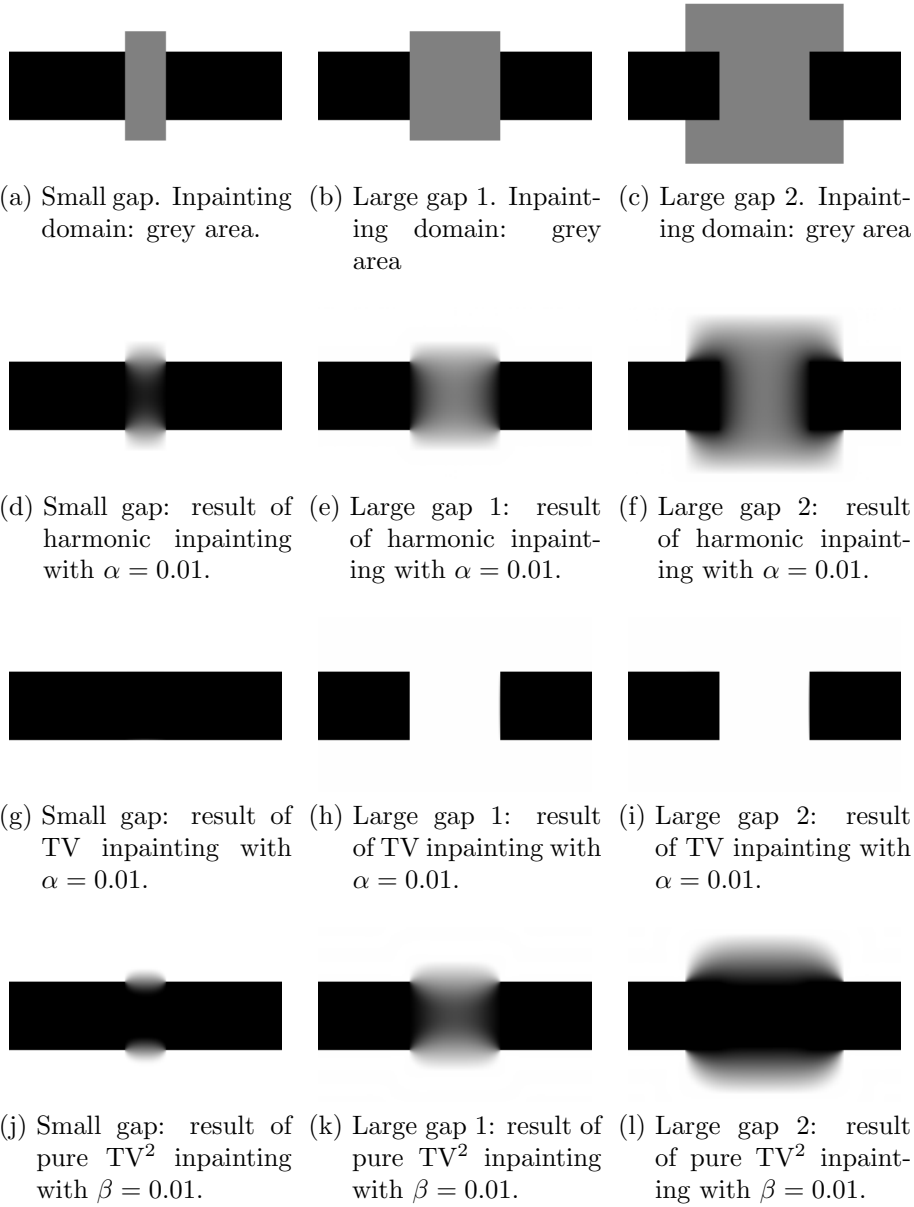 (a) Small gap. Inpainting
domain: grey area.
(b) Large gap 1. Inpaint-
ing domain: grey
area
(c) Large gap 2. Inpaint-
ing domain: grey area
(d) Small gap: result of
harmonic inpainting
with α = 0.01.
(e) Large gap 1: result
of harmonic inpaint-
ing with α = 0.01.
(f) Large gap 2: result
of harmonic inpaint-
ing with α = 0.01.
(g) Small gap: result of
TV inpainting with
α = 0.01.
(h) Large gap 1: result
of TV inpainting with
α = 0.01.
(i) Large gap 2: result
of TV inpainting with
α = 0.01.
(j) Small gap: result of
pure TV² inpainting
with β = 0.01.
(k) Large gap 1: result of
pure TV² inpainting
with β = 0.01.
(l) Large gap 2: result
of pure TV² inpaint-
ing with β = 0.01.